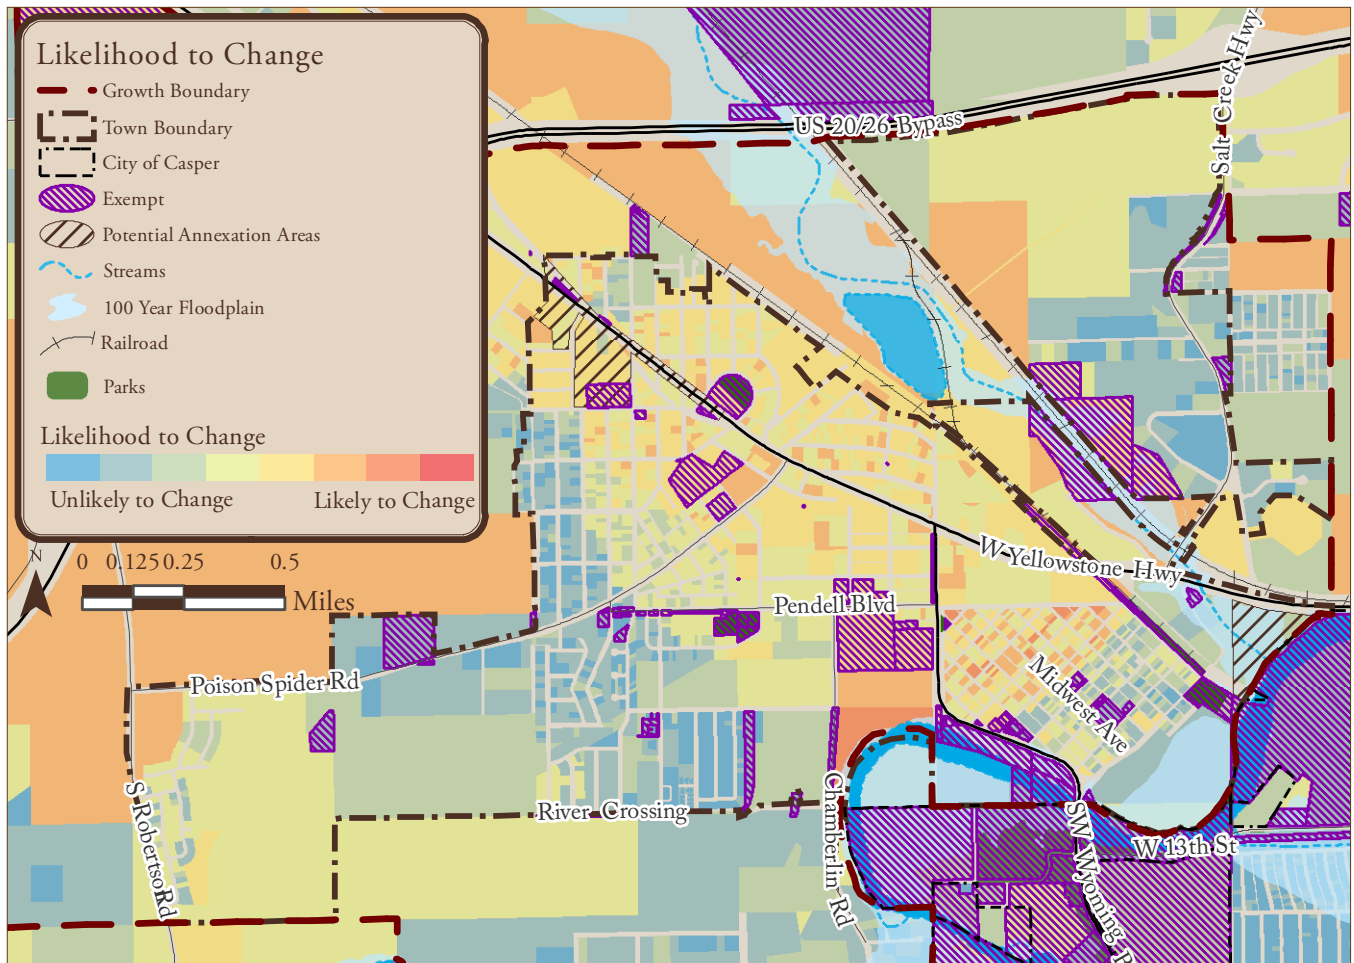 Likelihood to Change
Growth Boundary
Town Boundary
City of Casper
Exempt
Potential Annexation Areas
Streams
100 Year Floodplain
Railroad
Parks
Likelihood to Change
Unlikely to Change Likely to Change
N
0 0.125 0.25 0.5
Miles
US 20/26 Bypass
Salt Creek Hwy
W Yellowstone Hwy
Pendell Blvd
Midwest Ave
Poison Spider Rd
S Robertson Rd
River Crossing
Chamberlin Rd
W 13th St
SW Wyoming